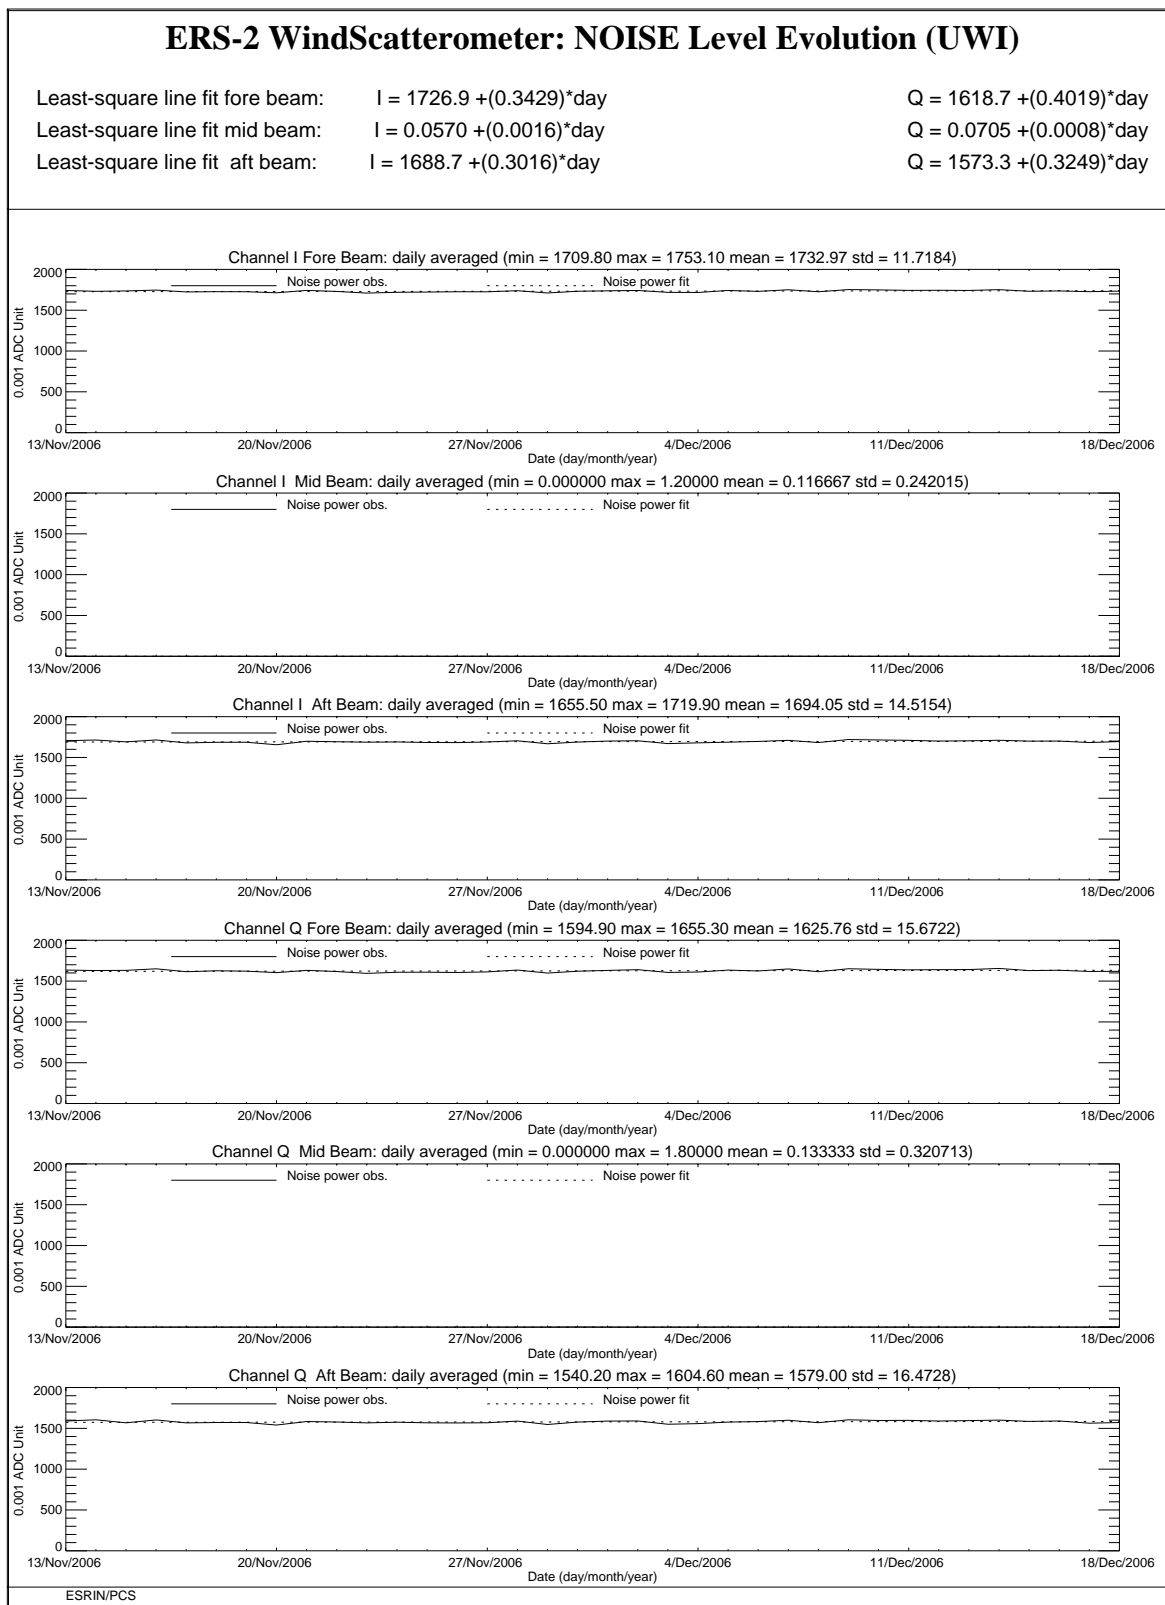 ERS-2 WindScatterometer: NOISE Level Evolution (UWI)
Least-square line fit fore beam: I = 1726.9 +(0.3429)*day Q = 1618.7 +(0.4019)*day
Least-square line fit mid beam: I = 0.0570 +(0.0016)*day Q = 0.0705 +(0.0008)*day
Least-square line fit aft beam: I = 1688.7 +(0.3016)*day Q = 1573.3 +(0.3249)*day
Channel I Fore Beam: daily averaged (min = 1709.80 max = 1753.10 mean = 1732.97 std = 11.7184)
2000
Noise power obs. Noise power fit
1500
1000
500
0
0.001 ADC Unit
13/Nov/2006 20/Nov/2006 27/Nov/2006 4/Dec/2006 11/Dec/2006 18/Dec/2006
Date (day/month/year)
Channel I Mid Beam: daily averaged (min = 0.000000 max = 1.20000 mean = 0.116667 std = 0.242015)
2000
Noise power obs. Noise power fit
1500
1000
500
0
0.001 ADC Unit
13/Nov/2006 20/Nov/2006 27/Nov/2006 4/Dec/2006 11/Dec/2006 18/Dec/2006
Date (day/month/year)
Channel I Aft Beam: daily averaged (min = 1655.50 max = 1719.90 mean = 1694.05 std = 14.5154)
2000
Noise power obs. Noise power fit
1500
1000
500
0
0.001 ADC Unit
13/Nov/2006 20/Nov/2006 27/Nov/2006 4/Dec/2006 11/Dec/2006 18/Dec/2006
Date (day/month/year)
Channel Q Fore Beam: daily averaged (min = 1594.90 max = 1655.30 mean = 1625.76 std = 15.6722)
2000
Noise power obs. Noise power fit
1500
1000
500
0
0.001 ADC Unit
13/Nov/2006 20/Nov/2006 27/Nov/2006 4/Dec/2006 11/Dec/2006 18/Dec/2006
Date (day/month/year)
Channel Q Mid Beam: daily averaged (min = 0.000000 max = 1.80000 mean = 0.133333 std = 0.320713)
2000
Noise power obs. Noise power fit
1500
1000
500
0
0.001 ADC Unit
13/Nov/2006 20/Nov/2006 27/Nov/2006 4/Dec/2006 11/Dec/2006 18/Dec/2006
Date (day/month/year)
Channel Q Aft Beam: daily averaged (min = 1540.20 max = 1604.60 mean = 1579.00 std = 16.4728)
2000
Noise power obs. Noise power fit
1500
1000
500
0
0.001 ADC Unit
13/Nov/2006 20/Nov/2006 27/Nov/2006 4/Dec/2006 11/Dec/2006 18/Dec/2006
Date (day/month/year)
ESRIN/PCS